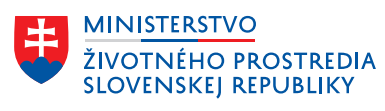 MINISTERSTVO
ŽIVOTNÉHO PROSTREDIA
SLOVENSKEJ REPUBLIKY